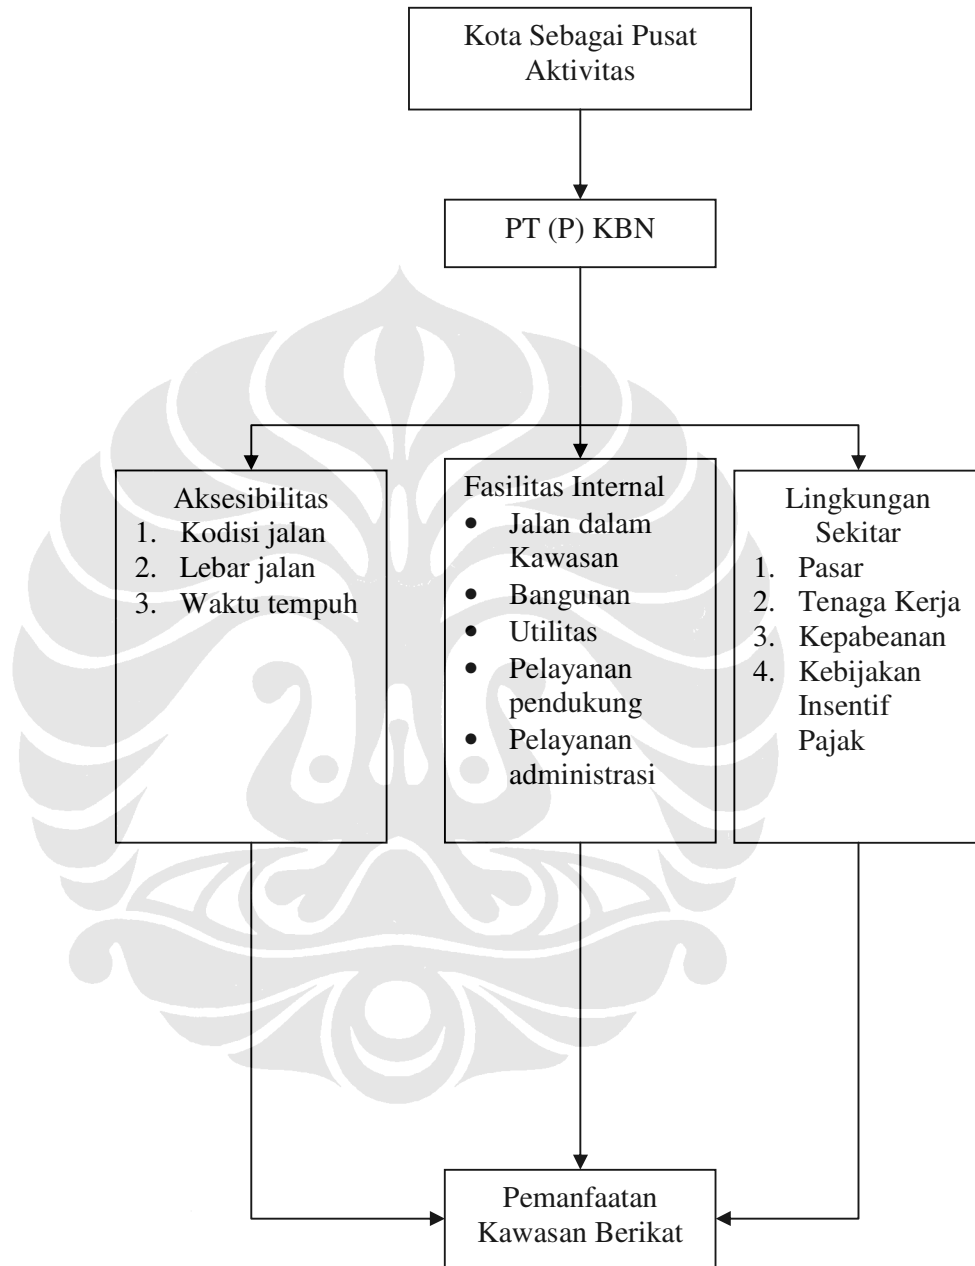 Kota Sebagai Pusat
Aktivitas
PT (P) KBN
Aksesibilitas
1. Kodisi jalan
2. Lebar jalan
3. Waktu tempuh
Fasilitas Internal
• Jalan dalam
Kawasan
• Bangunan
• Utilitas
• Pelayanan
pendukung
• Pelayanan
administrasi
Lingkungan
Sekitar
1. Pasar
2. Tenaga Kerja
3. Kepabeanan
4. Kebijakan
Insentif
Pajak
Pemanfaatan
Kawasan Berikat